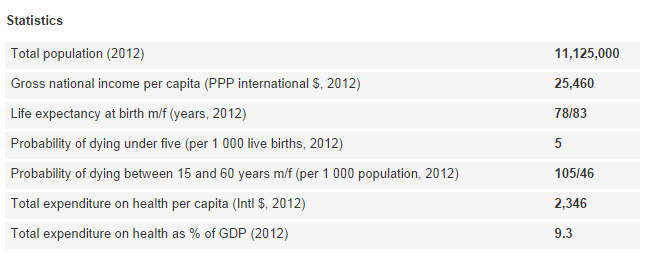 Statistics
Total population (2012) 11,125,000
Gross national income per capita (PPP international $, 2012) 25,460
Life expectancy at birth m/f (years, 2012) 78/83
Probability of dying under five (per 1 000 live births, 2012) 5
Probability of dying between 15 and 60 years m/f (per 1 000 population, 2012) 105/46
Total expenditure on health per capita (Intl $, 2012) 2,346
Total expenditure on health as % of GDP (2012) 9.3